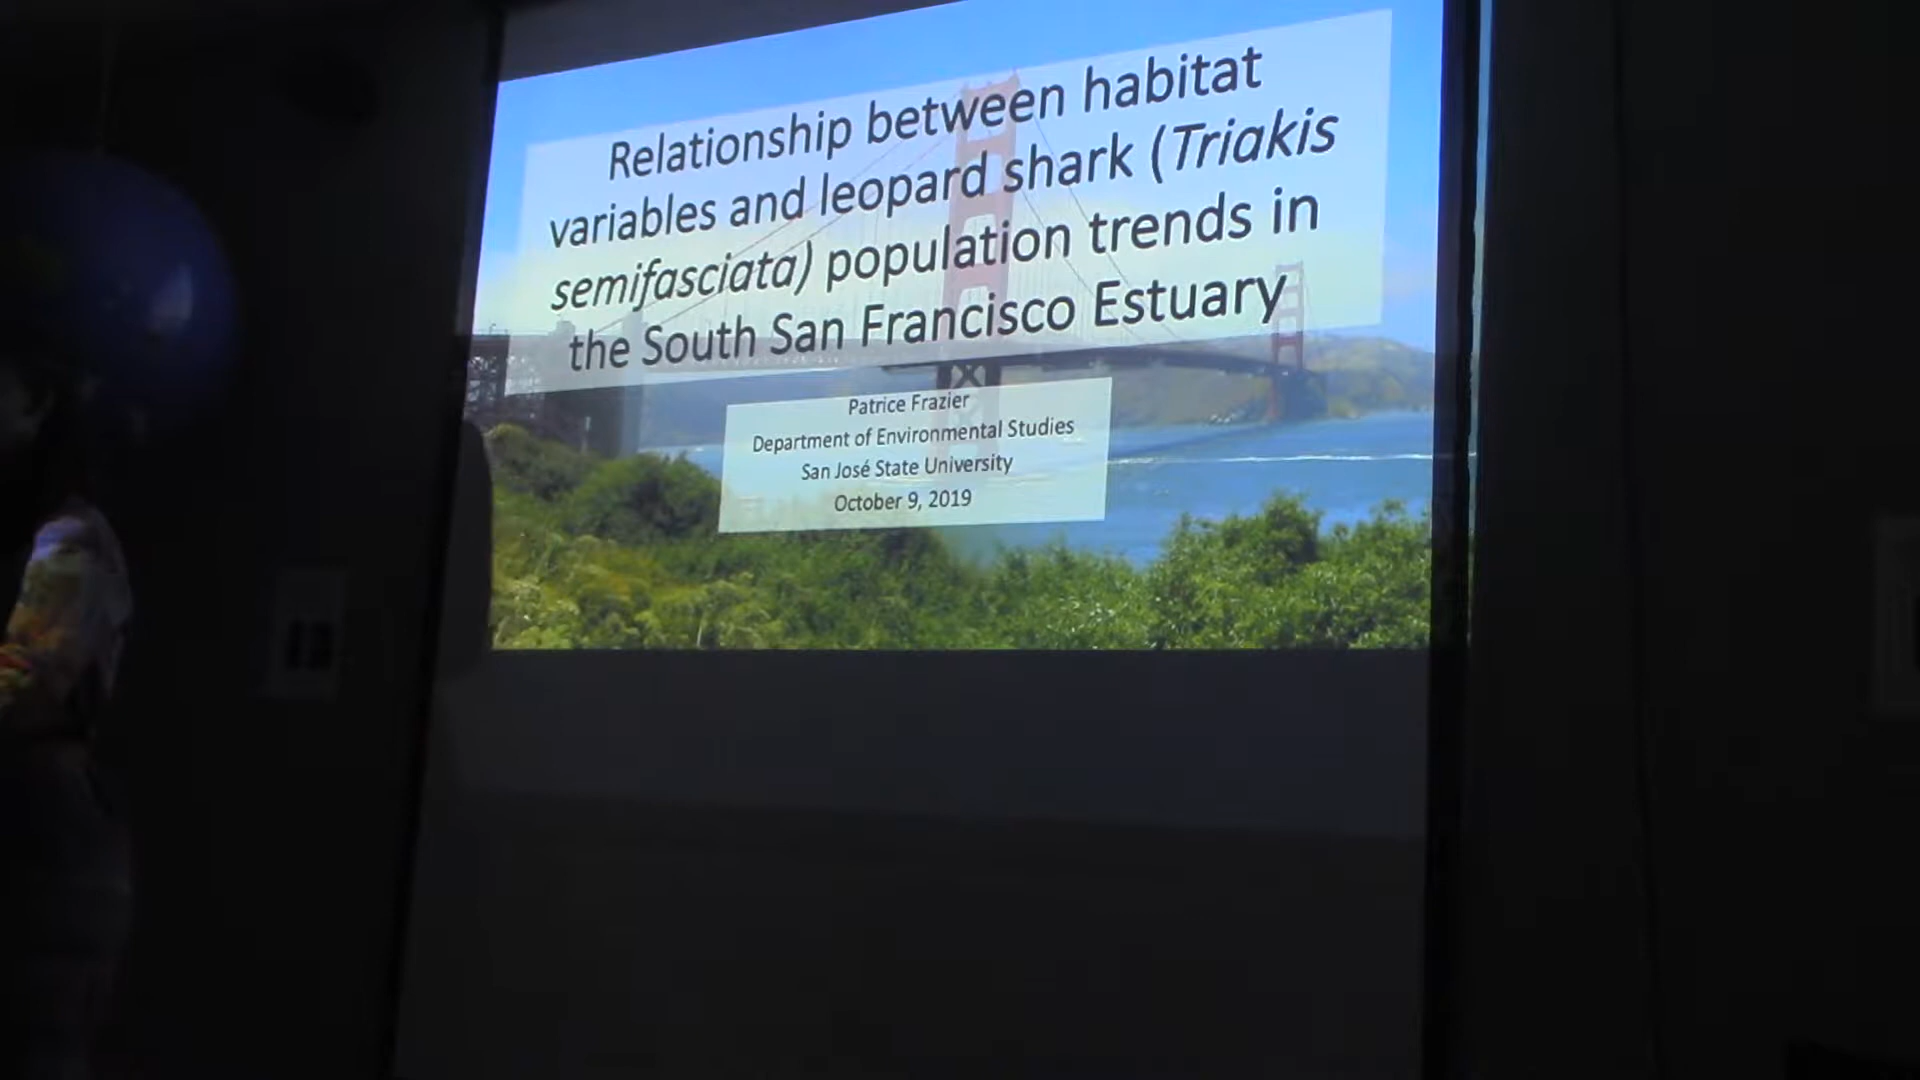 Relationship between habitat
variables and leopard shark (Triakis
semifasciata) population trends in
the South San Francisco Estuary
Patrice Frazier
Department of Environmental Studies
San José State University
October 9, 2019